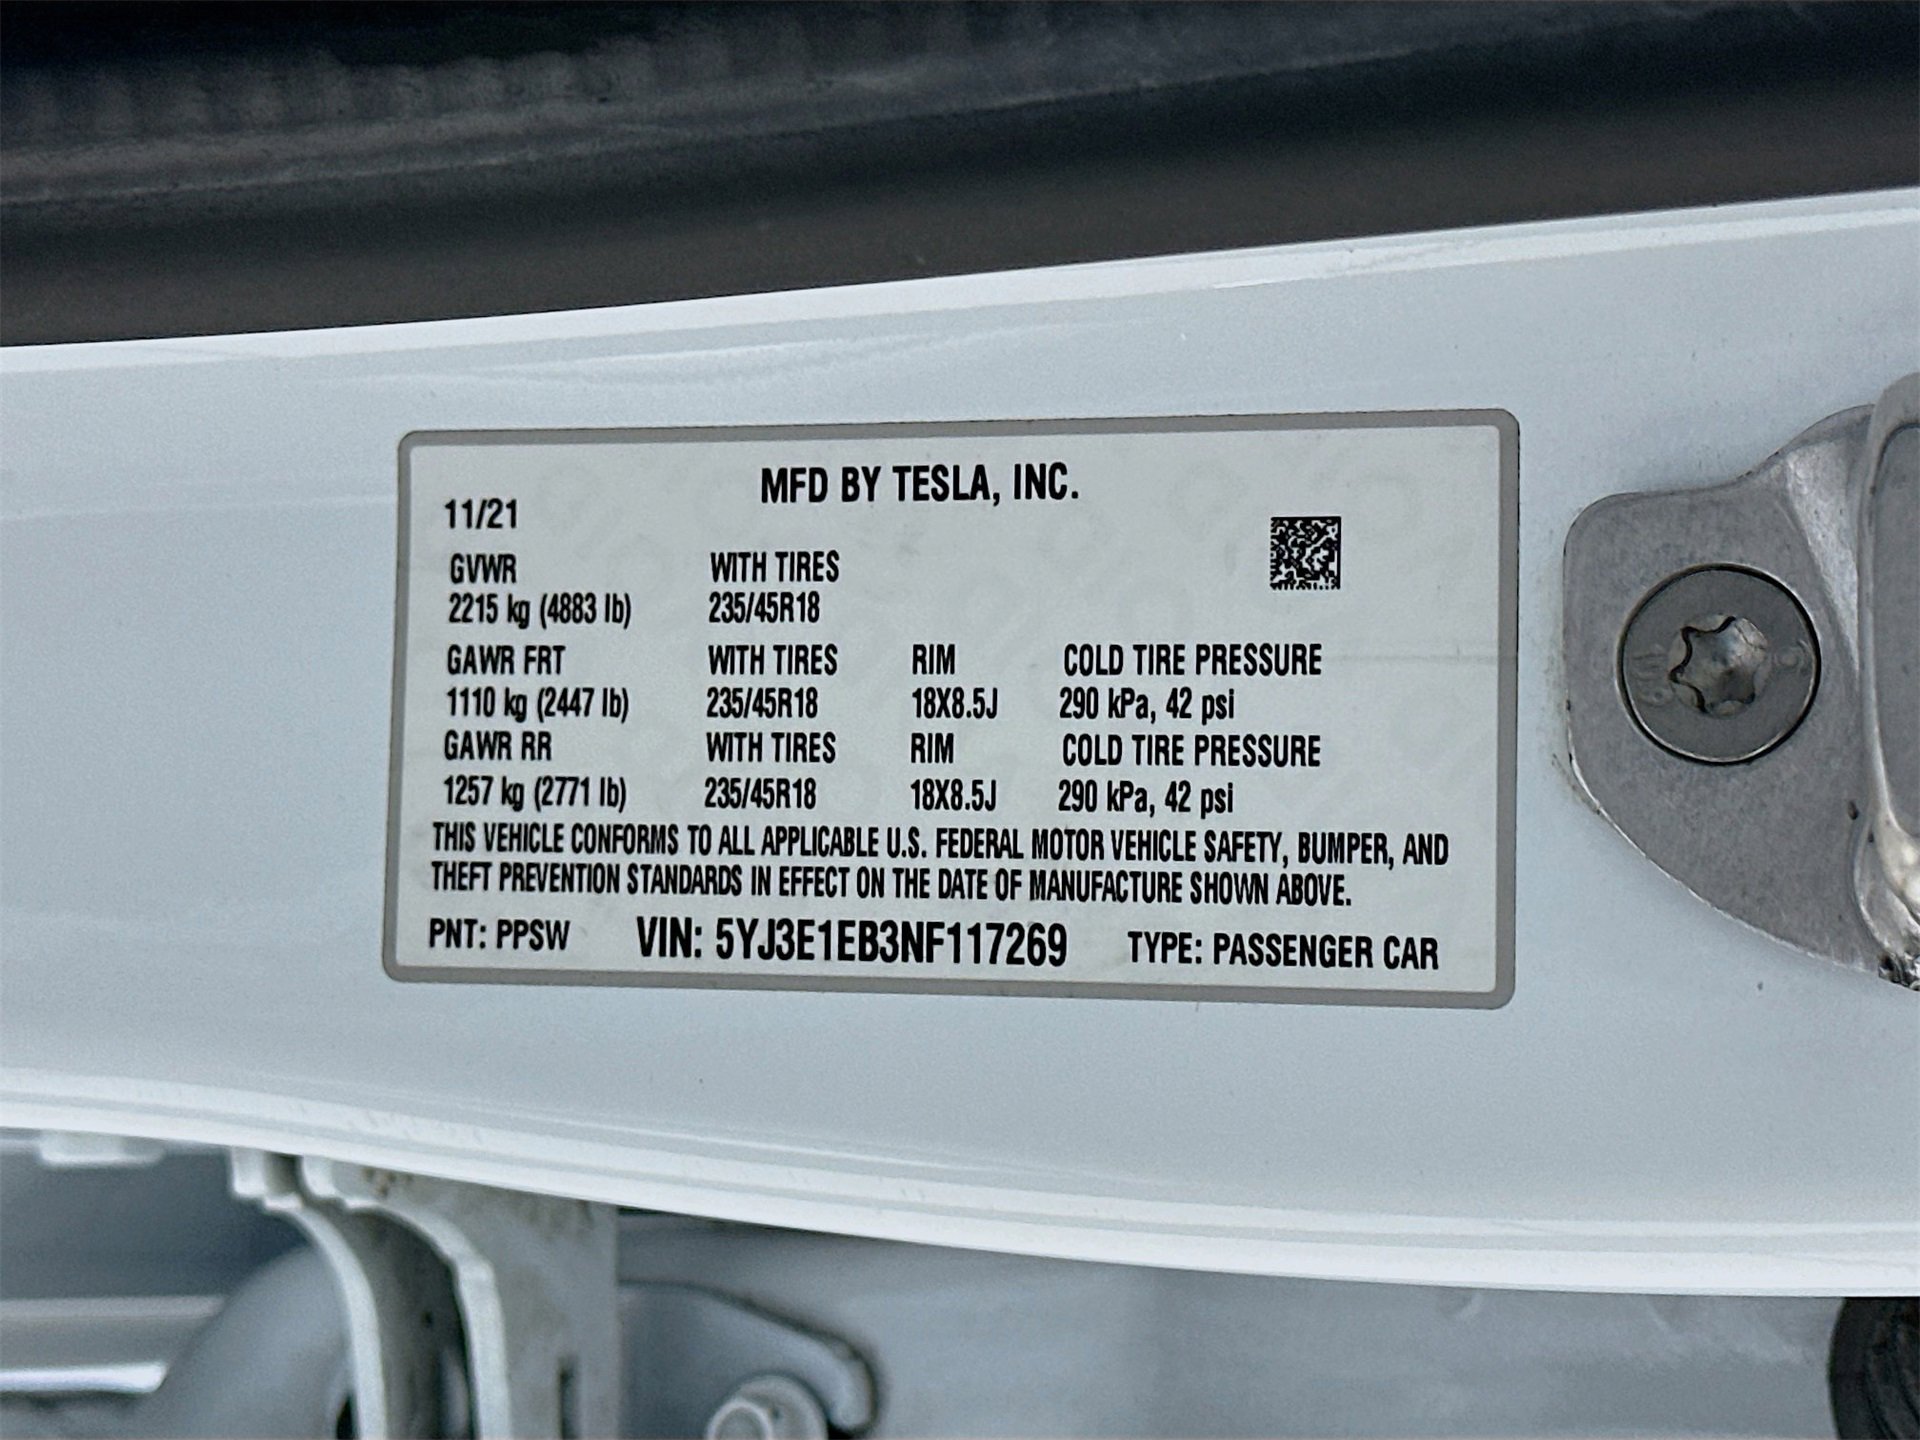 MFD BY TESLA, INC.
11/21
GVWR WITH TIRES
2215 kg (4883 lb) 235/45R18
GAWR FRT WITH TIRES RIM COLD TIRE PRESSURE
1110 kg (2447 lb) 235/45R18 18X8.5J 290 kPa, 42 psi
GAWR RR WITH TIRES RIM COLD TIRE PRESSURE
1257 kg (2771 lb) 235/45R18 18X8.5J 290 kPa, 42 psi
THIS VEHICLE CONFORMS TO ALL APPLICABLE U.S. FEDERAL MOTOR VEHICLE SAFETY, BUMPER, AND
THEFT PREVENTION STANDARDS IN EFFECT ON THE DATE OF MANUFACTURE SHOWN ABOVE.
PNT: PPSW VIN: 5YJ3E1EB3NF117269 TYPE: PASSENGER CAR